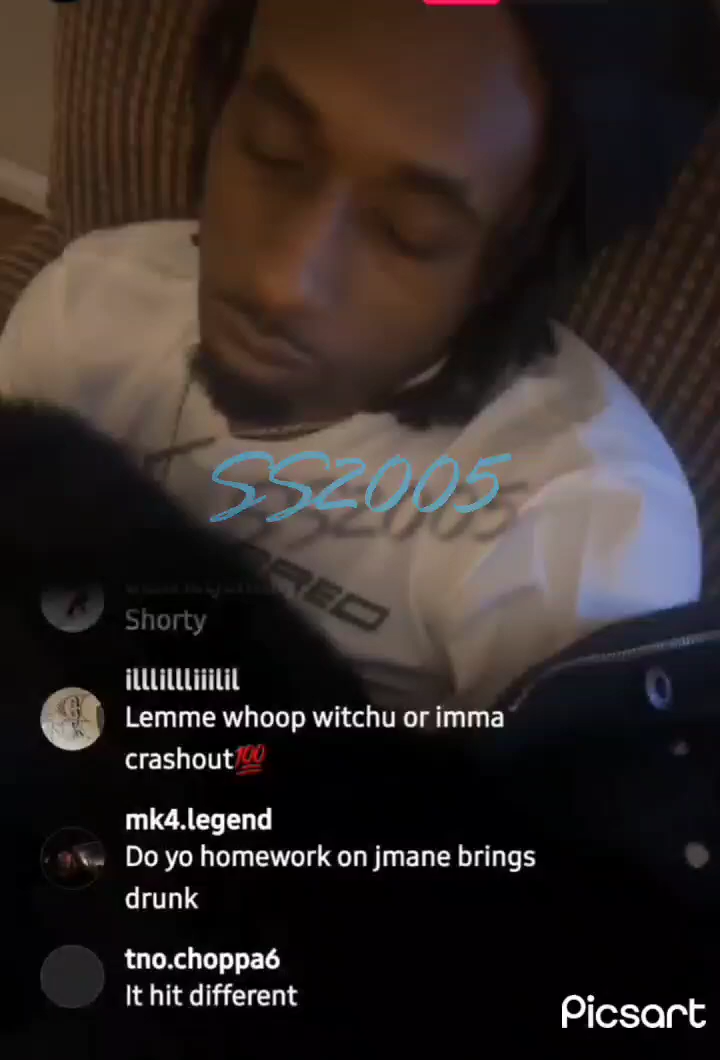 SS2005
Shorty
illlillliiilil
Lemme whoop witchu or imma
crashout💯
mk4.legend
Do yo homework on jmane brings
drunk
tno.choppa6
It hit different
Picsart